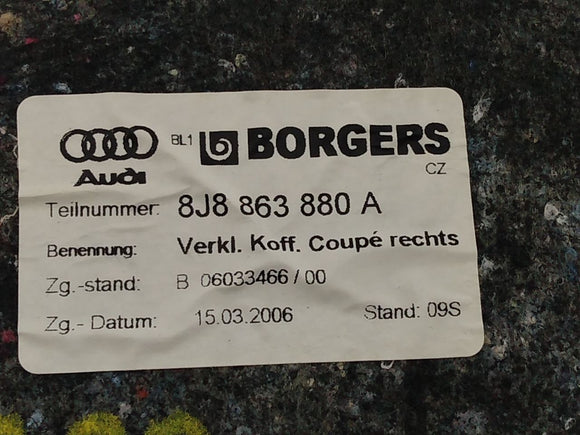 BL1 BORGERS
Audi CZ
Teilnummer: 8J8 863 880 A
Benennung: Verkl. Koff. Coupé rechts
Zg.-stand: B 06033466/00
Zg.- Datum: 15.03.2006 Stand: 09S